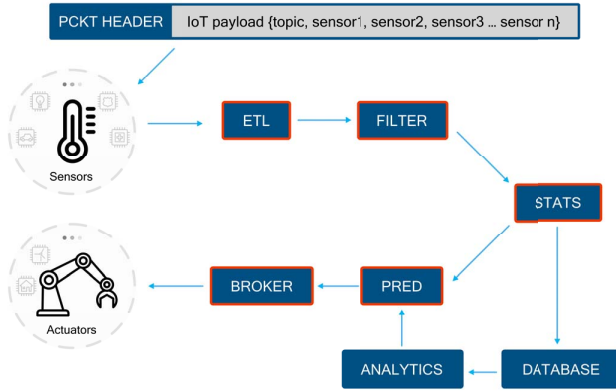 PCKT HEADER IoT payload {topic, sensor1, sensor2, sensor3 ... sensor n}
Sensors
ETL
FILTER
STATS
Actuators
BROKER
PRED
ANALYTICS
DATABASE